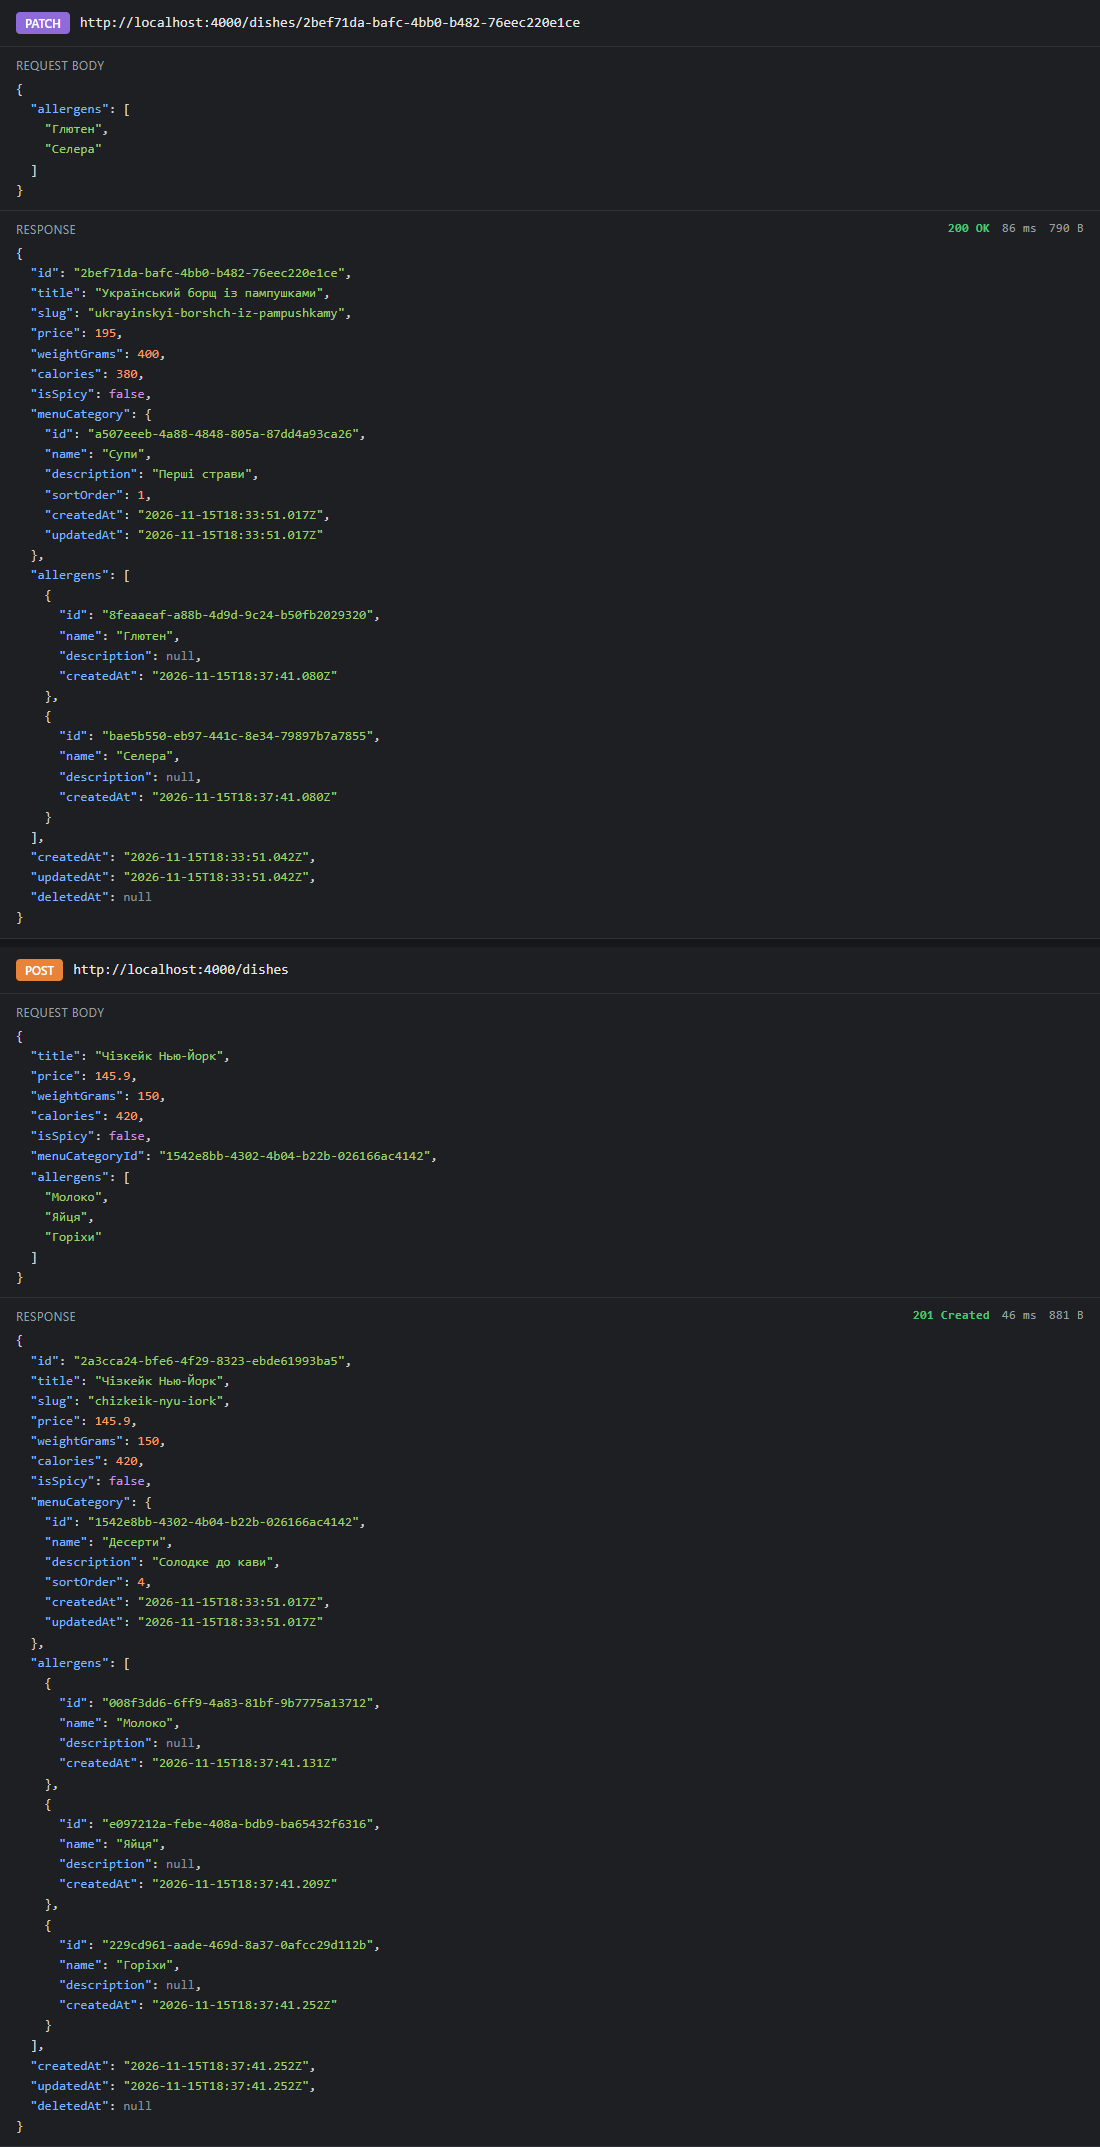 PATCH http://localhost:4000/dishes/2bef71da-bafc-4bb0-b482-76eec220e1ce
REQUEST BODY
{
  "allergens": [
    "Глютен",
    "Селера"
  ]
}
RESPONSE 200 OK 86 ms 790 B
{
  "id": "2bef71da-bafc-4bb0-b482-76eec220e1ce",
  "title": "Український борщ із пампушками",
  "slug": "ukrayinskyi-borshch-iz-pampushkamy",
  "price": 195,
  "weightGrams": 400,
  "calories": 380,
  "isSpicy": false,
  "menuCategory": {
    "id": "a507eeeb-4a88-4848-805a-87dd4a93ca26",
    "name": "Супи",
    "description": "Перші страви",
    "sortOrder": 1,
    "createdAt": "2026-11-15T18:33:51.017Z",
    "updatedAt": "2026-11-15T18:33:51.017Z"
  },
  "allergens": [
    {
      "id": "8feaaeaf-a88b-4d9d-9c24-b50fb2029320",
      "name": "Глютен",
      "description": null,
      "createdAt": "2026-11-15T18:37:41.080Z"
    },
    {
      "id": "bae5b550-eb97-441c-8e34-79897b7a7855",
      "name": "Селера",
      "description": null,
      "createdAt": "2026-11-15T18:37:41.080Z"
    }
  ],
  "createdAt": "2026-11-15T18:33:51.042Z",
  "updatedAt": "2026-11-15T18:33:51.042Z",
  "deletedAt": null
}
POST http://localhost:4000/dishes
REQUEST BODY
{
  "title": "Чізкейк Нью-Йорк",
  "price": 145.9,
  "weightGrams": 150,
  "calories": 420,
  "isSpicy": false,
  "menuCategoryId": "1542e8bb-4302-4b04-b22b-026166ac4142",
  "allergens": [
    "Молоко",
    "Яйця",
    "Горіхи"
  ]
}
RESPONSE 201 Created 46 ms 881 B
{
  "id": "2a3cca24-bfe6-4f29-8323-ebde61993ba5",
  "title": "Чізкейк Нью-Йорк",
  "slug": "chizkeik-nyu-iork",
  "price": 145.9,
  "weightGrams": 150,
  "calories": 420,
  "isSpicy": false,
  "menuCategory": {
    "id": "1542e8bb-4302-4b04-b22b-026166ac4142",
    "name": "Десерти",
    "description": "Солодке до кави",
    "sortOrder": 4,
    "createdAt": "2026-11-15T18:33:51.017Z",
    "updatedAt": "2026-11-15T18:33:51.017Z"
  },
  "allergens": [
    {
      "id": "008f3dd6-6ff9-4a83-81bf-9b7775a13712",
      "name": "Молоко",
      "description": null,
      "createdAt": "2026-11-15T18:37:41.131Z"
    },
    {
      "id": "e097212a-febe-408a-bdb9-ba65432f6316",
      "name": "Яйця",
      "description": null,
      "createdAt": "2026-11-15T18:37:41.209Z"
    },
    {
      "id": "229cd961-aade-469d-8a37-0afcc29d112b",
      "name": "Горіхи",
      "description": null,
      "createdAt": "2026-11-15T18:37:41.252Z"
    }
  ],
  "createdAt": "2026-11-15T18:37:41.252Z",
  "updatedAt": "2026-11-15T18:37:41.252Z",
  "deletedAt": null
}